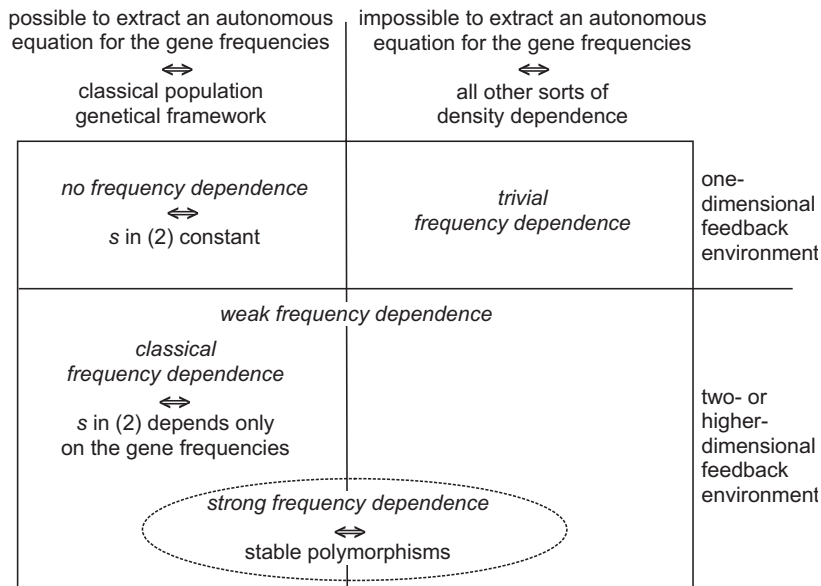 possible to extract an autonomous
equation for the gene frequencies
⇔
classical population
genetical framework
impossible to extract an autonomous
equation for the gene frequencies
⇔
all other sorts of
density dependence
no frequency dependence
⇔
s in (2) constant
trivial
frequency dependence
one-
dimensional
feedback
environment
weak frequency dependence
classical
frequency dependence
⇔
s in (2) depends only
on the gene frequencies
two- or
higher-
dimensional
feedback
environment
strong frequency dependence
⇔
stable polymorphisms